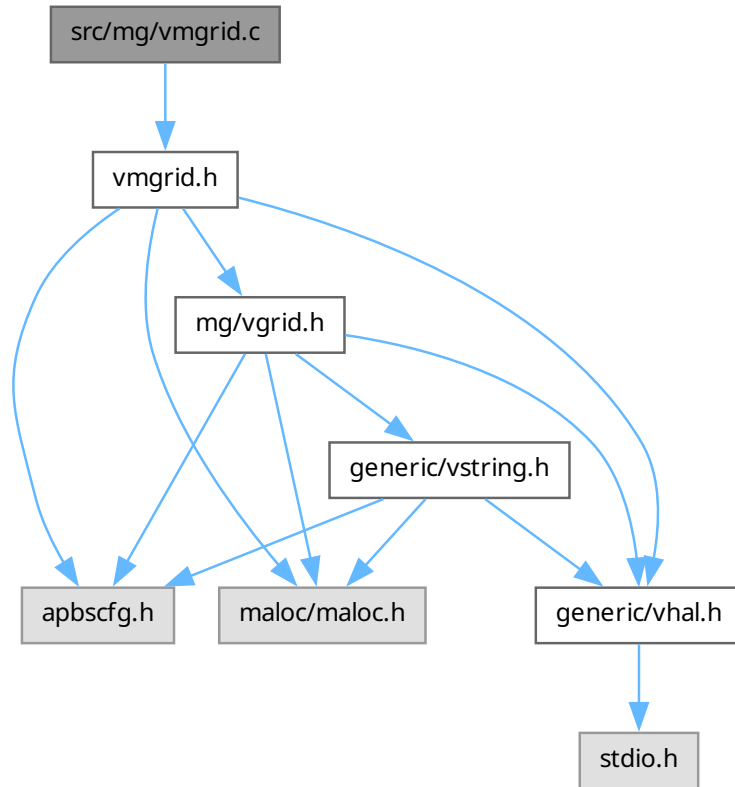 src/mg/vmgrid.c
vmgrid.h
mg/vgrid.h
generic/vstring.h
apbscfg.h
maloc/maloc.h
generic/vhal.h
stdio.h